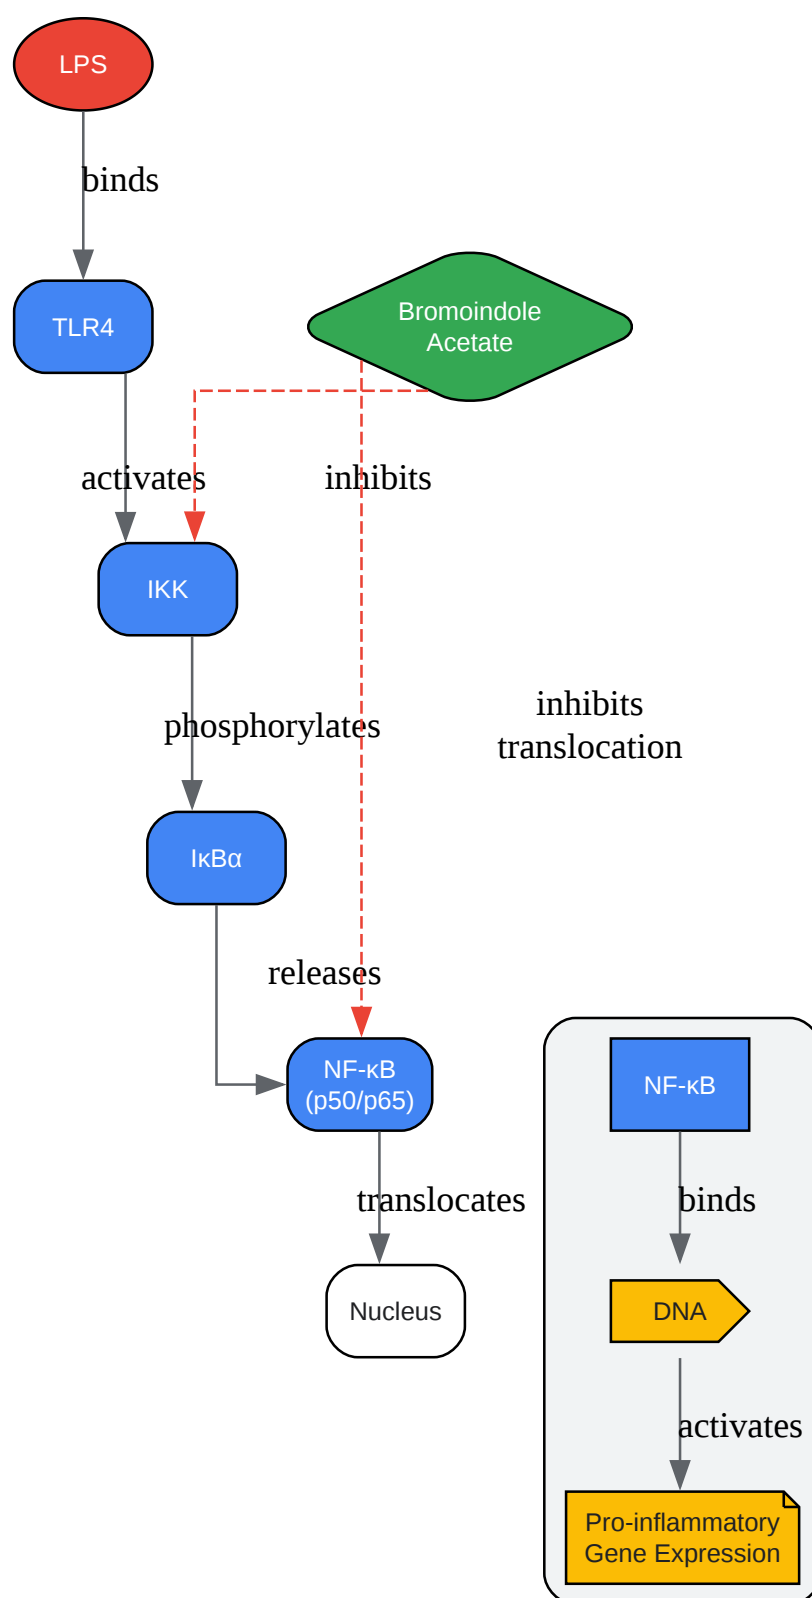 LPS
binds
TLR4
Bromoindole
Acetate
activates
inhibits
IKK
phosphorylates
inhibits
translocation
IκBα
releases
NF-κB
(p50/p65)
NF-κB
translocates
binds
Nucleus
DNA
activates
Pro-inflammatory
Gene Expression